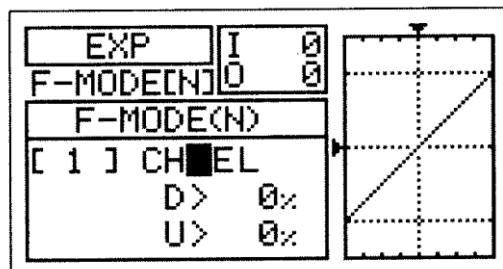 EXP
I 0
F-MODE[N]
O 0
F-MODE(N)
[ 1 ] CH EL
D> 0%
U> 0%